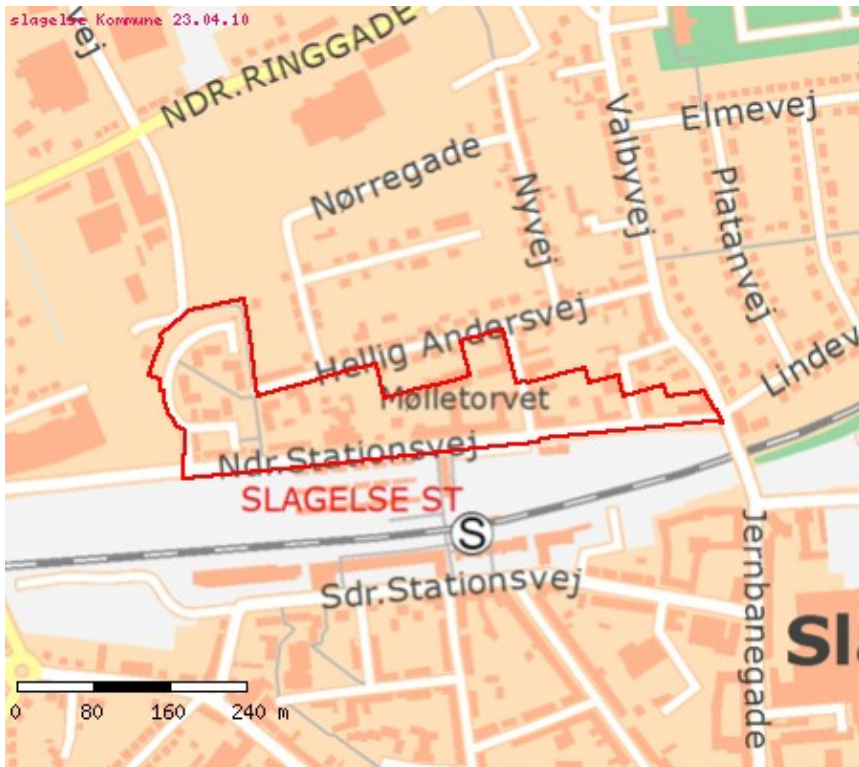 slagelse Kommune 23.04.10
vej
NDR.RINGGADE
Elmevej
Valbyvej
Nørregade
Nyvej
Platanvej
Hellig Andersvej
Lindev
Mølletorvet
Ndr.Stationsvej
SLAGELSE ST
S
Jernbanegade
Sdr.Stationsvej
Sl
0 80 160 240 m